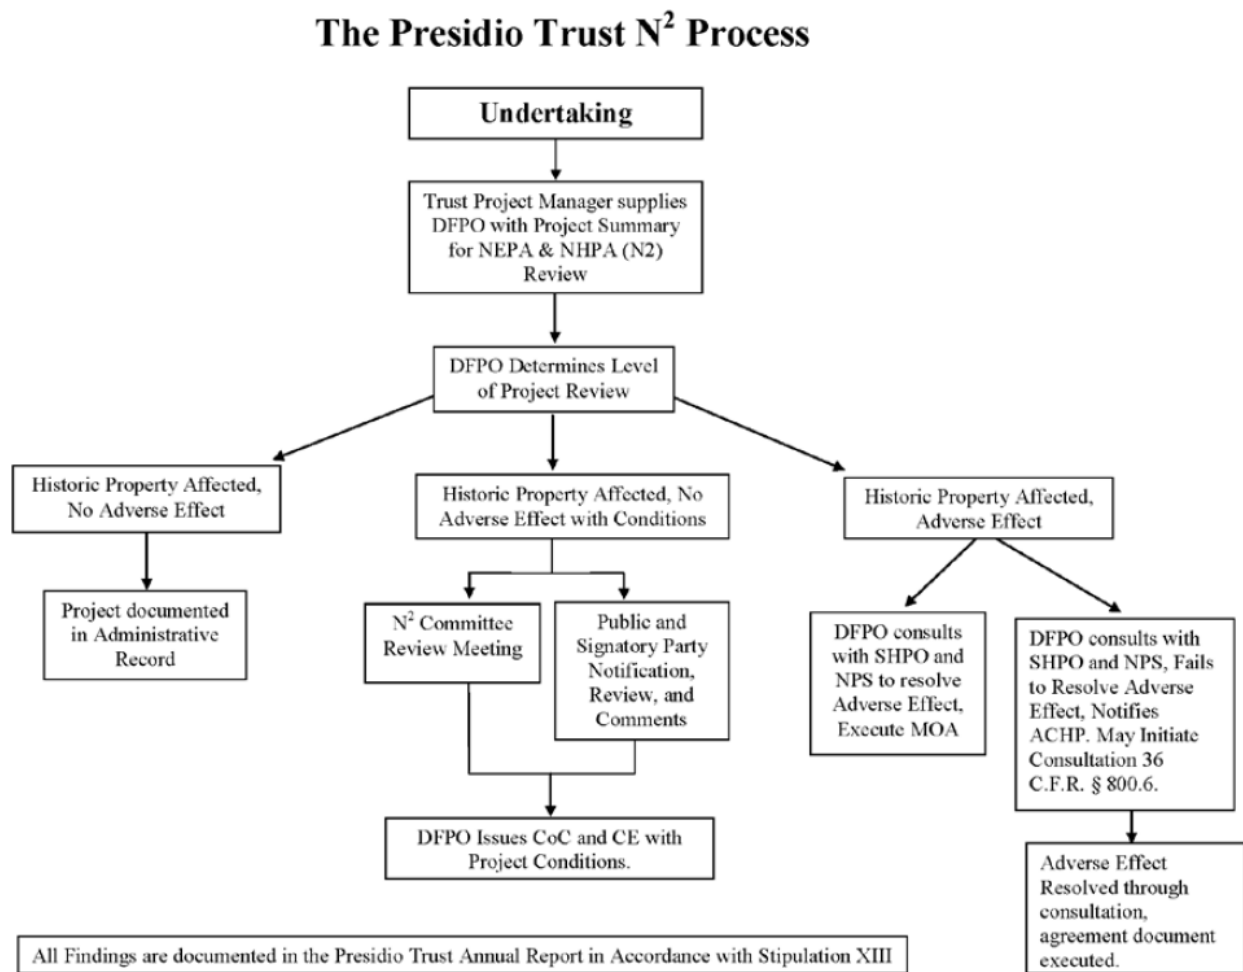 The Presidio Trust N² Process
Undertaking
Trust Project Manager supplies
DFPO with Project Summary
for NEPA & NHPA (N2)
Review
DFPO Determines Level
of Project Review
Historic Property Affected,
No Adverse Effect
Historic Property Affected, No
Adverse Effect with Conditions
Historic Property Affected,
Adverse Effect
Project documented
in Administrative
Record
N² Committee
Review Meeting
Public and
Signatory Party
Notification,
Review, and
Comments
DFPO consults
with SHPO and
NPS to resolve
Adverse Effect,
Execute MOA
DFPO consults with
SHPO and NPS, Fails
to Resolve Adverse
Effect, Notifies
ACHP. May Initiate
Consultation 36
C.F.R. § 800.6.
DFPO Issues CoC and CE with
Project Conditions.
Adverse Effect
Resolved through
consultation,
agreement document
executed.
All Findings are documented in the Presidio Trust Annual Report in Accordance with Stipulation XIII